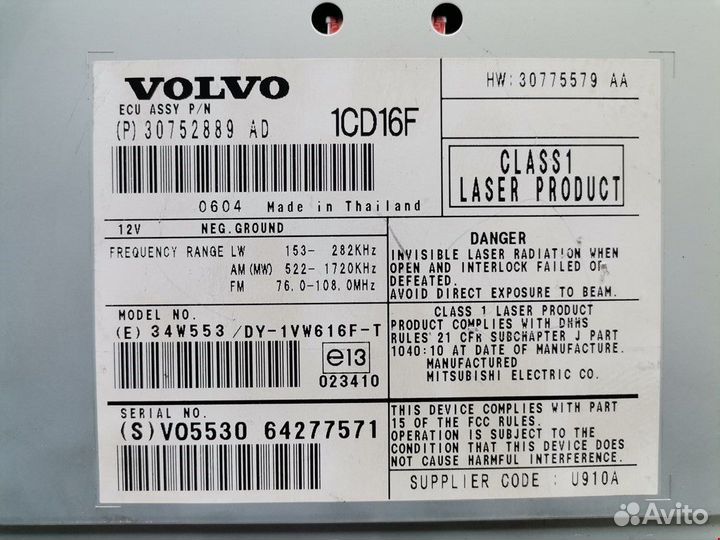 VOLVO
ECU ASSY P/N
(P) 30752889 AD
1CD16F
0604 Made in Thailand
HW: 30775579 AA
CLASS1
LASER PRODUCT
12V NEG. GROUND
FREQUENCY RANGE LW 153- 282KHz
AM (MW) 522- 1720KHz
FM 76.0-108.0MHz
DANGER
INVISIBLE LASER RADIATION WHEN
OPEN AND INTERLOCK FAILED OR
DEFEATED.
AVOID DIRECT EXPOSURE TO BEAM.
CLASS 1 LASER PRODUCT
PRODUCT COMPLIES WITH DHHS
RULES 21 CFR SUBCHAPTER J PART
1040:10 AT DATE OF MANUFACTURE.
MANUFACTURED
MITSUBISHI ELECTRIC CO.
MODEL NO.
(E) 34W553 /DY-1VW616F-T
e13
023410
SERIAL NO.
(S) V05530 64277571
THIS DEVICE COMPLIES WITH PART
15 OF THE FCC RULES.
OPERATION IS SUBJECT TO THE
CONDITION THAT THIS DEVICE DOES
NOT CAUSE HARMFUL INTERFERENCE.
SUPPLIER CODE : U910A
Avito